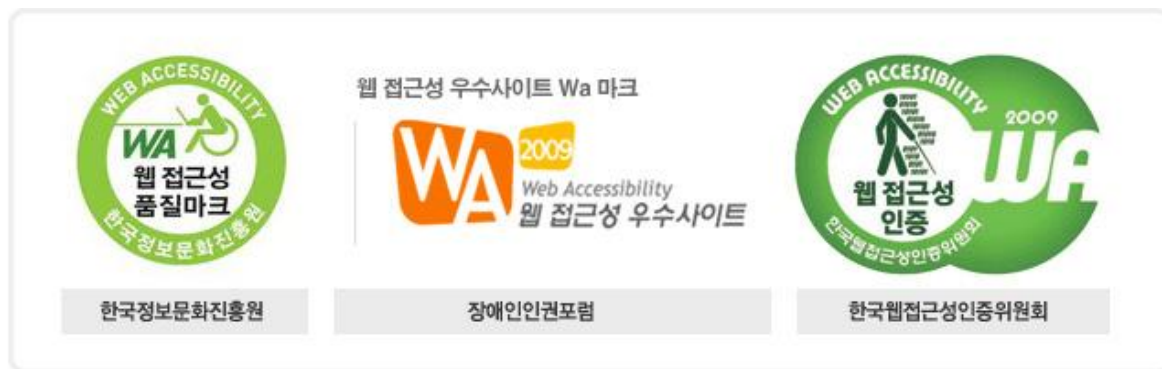 WEB ACCESSIBILITY
WA
웹 접근성
품질마크
한국정보문화진흥원
한국정보문화진흥원
웹 접근성 우수사이트 Wa 마크
WA
2009
Web Accessibility
웹 접근성 우수사이트
장애인인권포럼
WEB ACCESSIBILITY
2009
WA
웹 접근성
인증
한국웹접근성인증위원회
한국웹접근성인증위원회